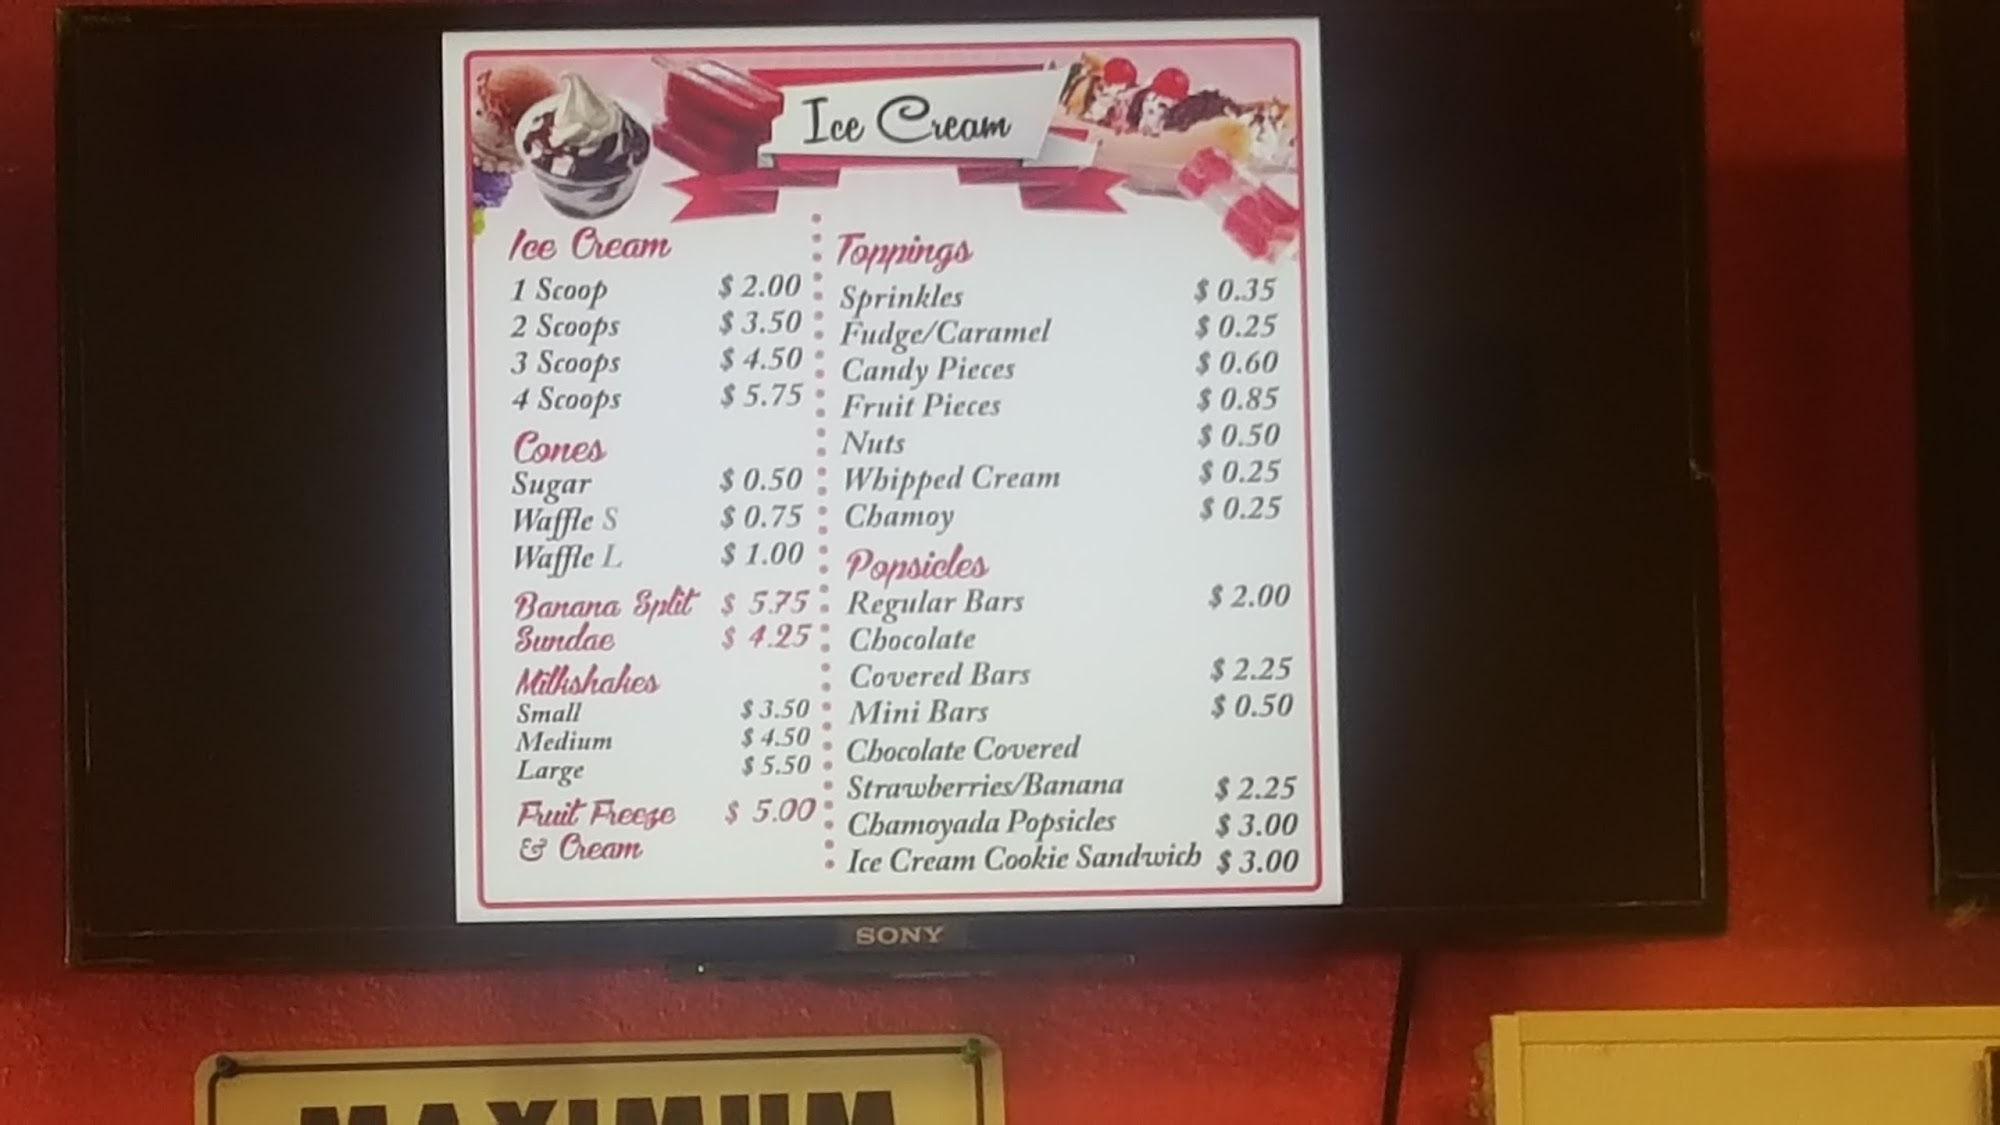 Ice Cream
Ice Cream
1 Scoop $ 2.00
2 Scoops $ 3.50
3 Scoops $ 4.50
4 Scoops $ 5.75
Cones
Sugar $ 0.50
Waffle S $ 0.75
Waffle L $ 1.00
Banana Split $ 5.75
Sundae $ 4.25
Milkshakes
Small $ 3.50
Medium $ 4.50
Large $ 5.50
Fruit Freeze $ 5.00
& Cream
Toppings
Sprinkles $ 0.35
Fudge/Caramel $ 0.25
Candy Pieces $ 0.60
Fruit Pieces $ 0.85
Nuts $ 0.50
Whipped Cream $ 0.25
Chamoy $ 0.25
Popsicles
Regular Bars $ 2.00
Chocolate
Covered Bars $ 2.25
Mini Bars $ 0.50
Chocolate Covered
Strawberries/Banana $ 2.25
Chamoyada Popsicles $ 3.00
Ice Cream Cookie Sandwich $ 3.00
SONY
MAXIMUM